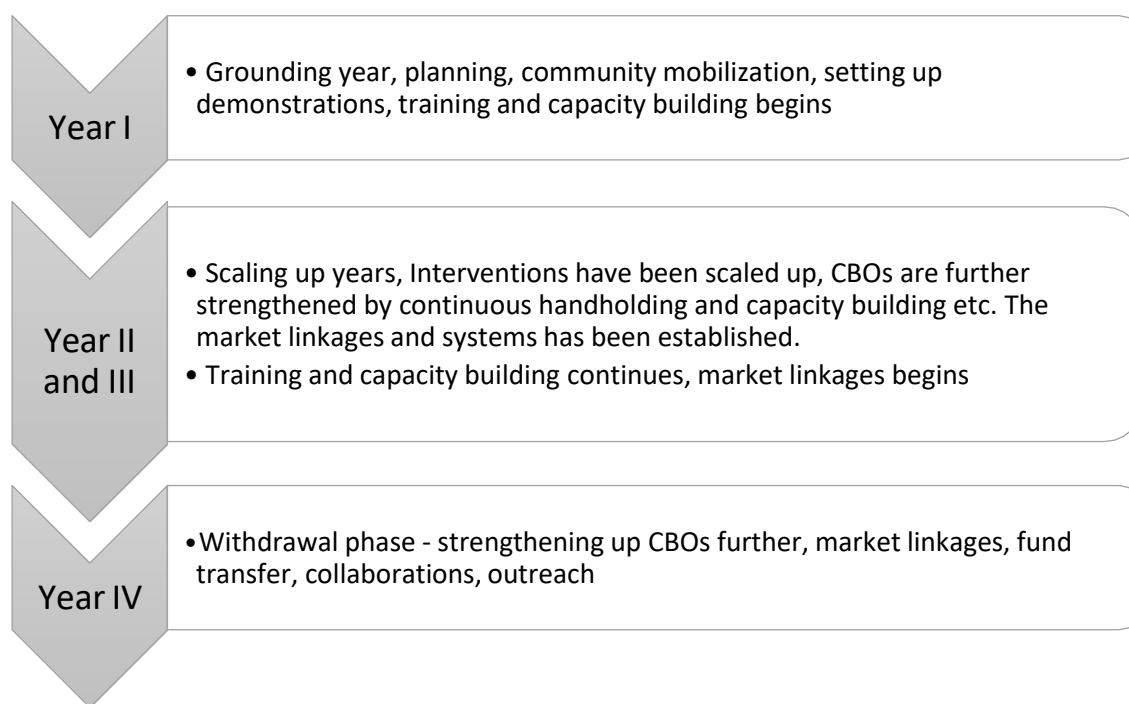 Year I
• Grounding year, planning, community mobilization, setting up
demonstrations, training and capacity building begins
Year II
and III
• Scaling up years, Interventions have been scaled up, CBOs are further
strengthened by continuous handholding and capacity building etc. The
market linkages and systems has been established.
• Training and capacity building continues, market linkages begins
Year IV
•Withdrawal phase - strengthening up CBOs further, market linkages, fund
transfer, collaborations, outreach